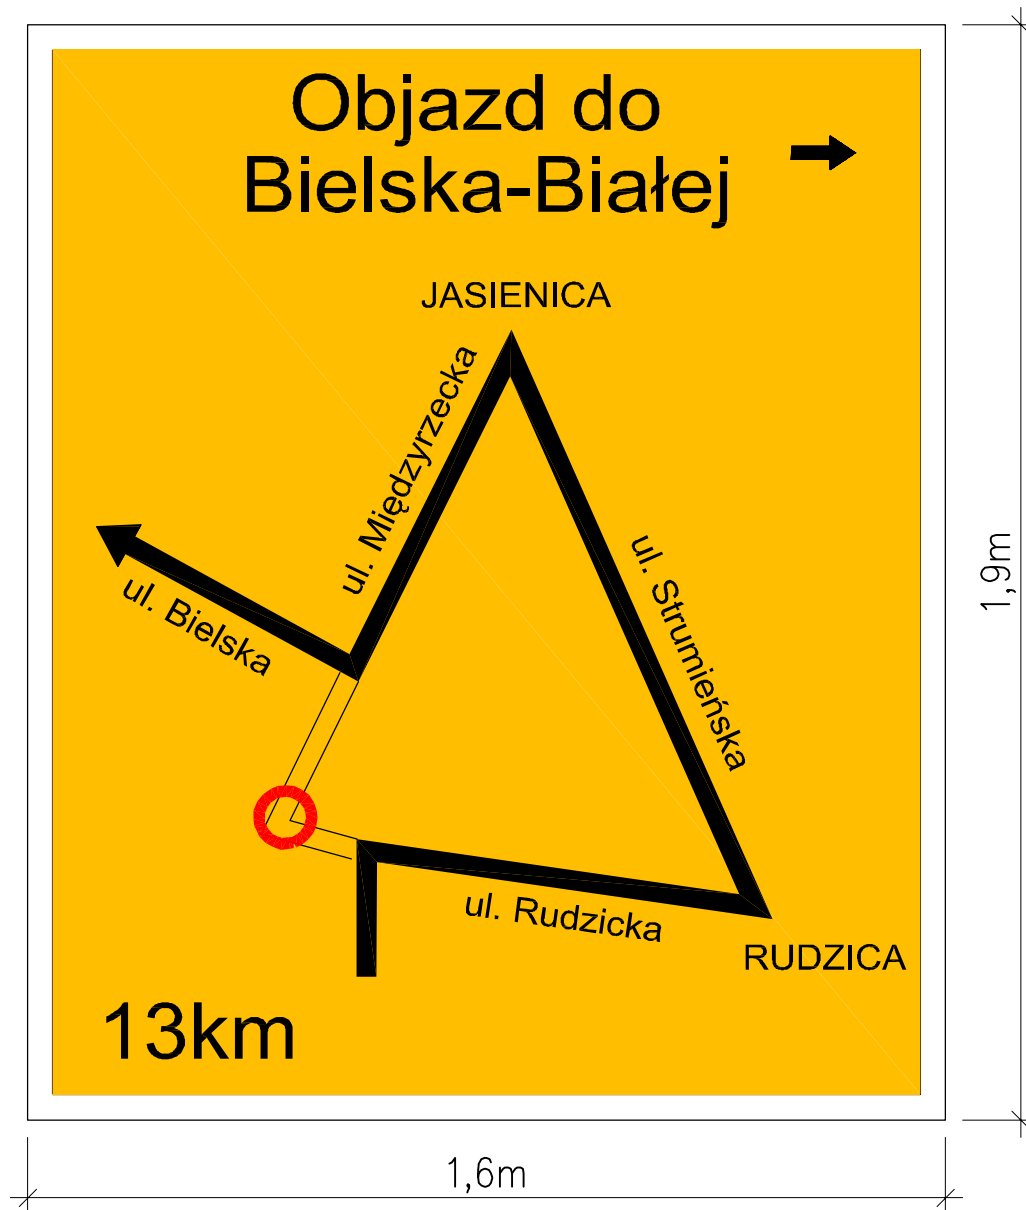 Objazd do
Bielska-Białej
JASIENICA
ul. Międzyrzecka
ul. Bielska
ul. Strumieńska
ul. Rudzicka
RUDZICA
13km
1,9m
1,6m